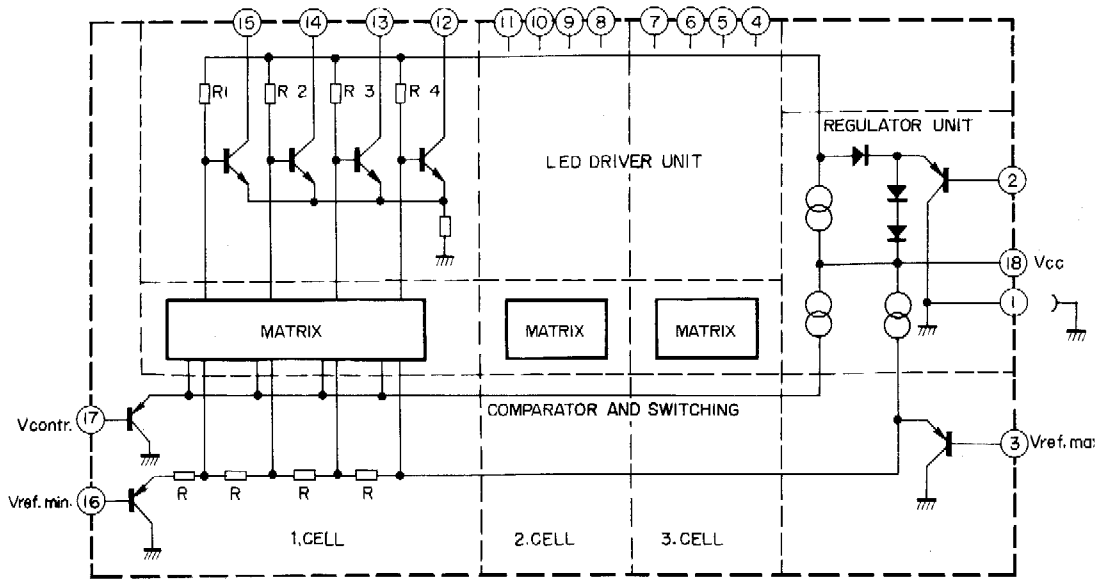 15 14 13 12 11 10 9 8 7 6 5 4
R1 R 2 R 3 R 4
REGULATOR UNIT
LED DRIVER UNIT
2
18 Vcc
1
MATRIX MATRIX MATRIX
COMPARATOR AND SWITCHING
Vcontr. 17
3 Vref.max
Vref. min. 16
R R R R
1.CELL 2.CELL 3.CELL